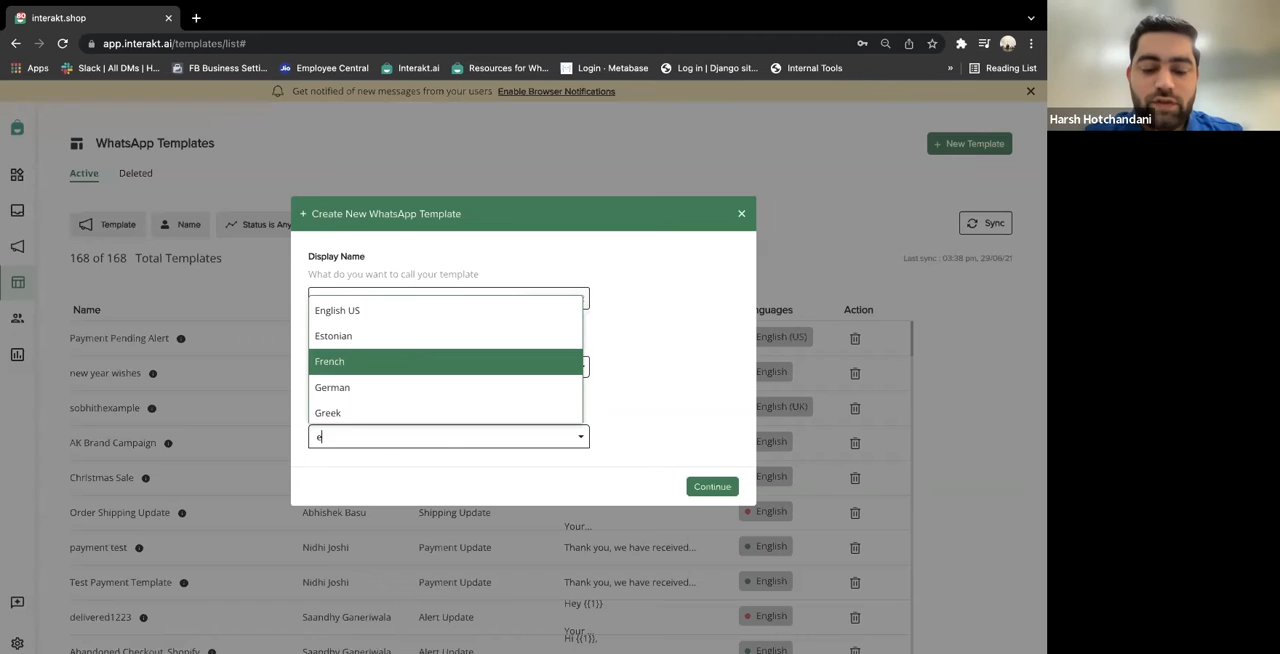 interakt.shop
app.interakt.ai/templates/list#
Apps
Slack | All DMs | H...
FB Business Setti...
Employee Central
Interakt.ai
Resources for Wh...
Login · Metabase
Log in | Django sit...
Internal Tools
»
Reading List
Get notified of new messages from your users Enable Browser Notifications
Harsh Hotchandani
WhatsApp Templates
+ New Template
Active
Deleted
Template
Name
Status is Any
Sync
168 of 168 Total Templates
Last sync : 03:38 pm, 29/06/21
+ Create New WhatsApp Template
Display Name
What do you want to call your template
English US
Estonian
French
German
Greek
e
Continue
Name
Action
Payment Pending Alert
English (US)
new year wishes
English
sobhithexample
English (UK)
AK Brand Campaign
English
Christmas Sale
English
Order Shipping Update
Abhishek Basu
Shipping Update
Your...
English
payment test
Nidhi Joshi
Payment Update
Thank you, we have received...
English
Test Payment Template
Nidhi Joshi
Payment Update
Thank you, we have received...
English
delivered1223
Saandhy Ganeriwala
Alert Update
Hey {{1}}
Your...
English
Abandoned Checkout Shopify
Saandhy Ganeriwala
Alert Update
Hi {{1}},
English